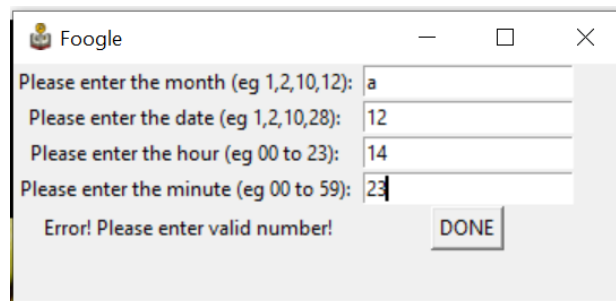 Foogle
Please enter the month (eg 1,2,10,12): a
Please enter the date (eg 1,2,10,28): 12
Please enter the hour (eg 00 to 23): 14
Please enter the minute (eg 00 to 59): 23
Error! Please enter valid number! DONE